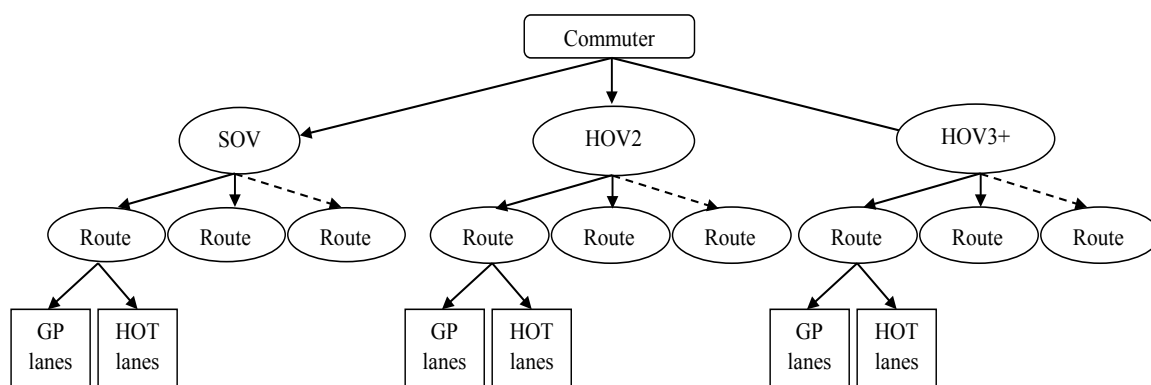 Commuter
SOV
HOV2
HOV3+
Route
Route
Route
Route
Route
Route
Route
Route
Route
GP
lanes
HOT
lanes
GP
lanes
HOT
lanes
GP
lanes
HOT
lanes